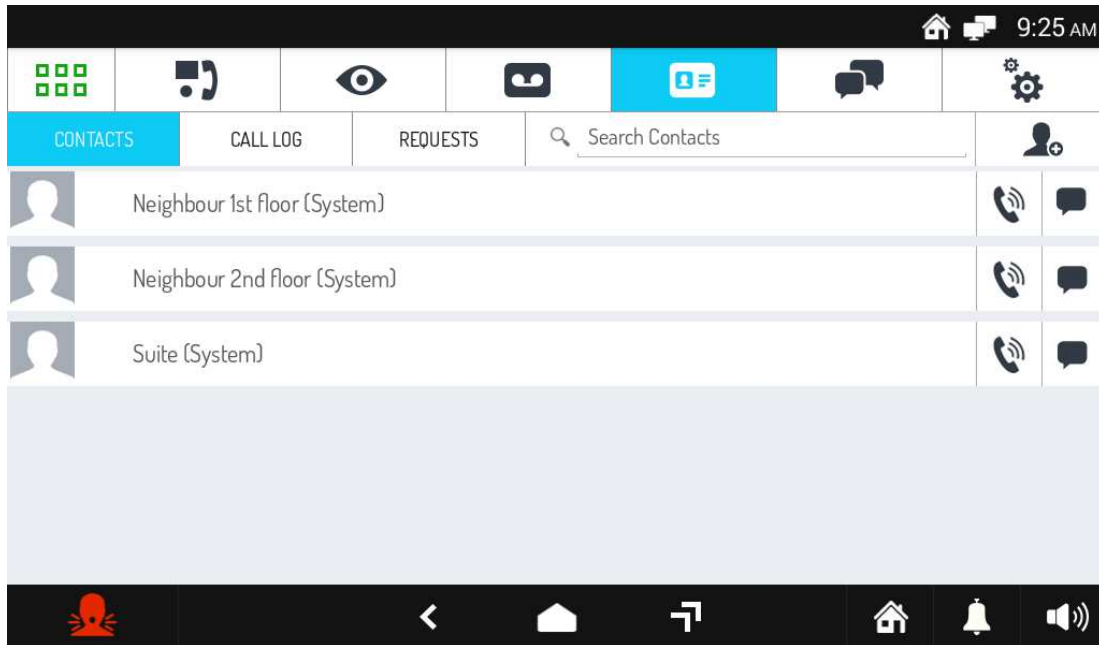 9:25 AM
CONTACTS CALL LOG REQUESTS Search Contacts
Neighbour 1st floor (System)
Neighbour 2nd floor (System)
Suite (System)